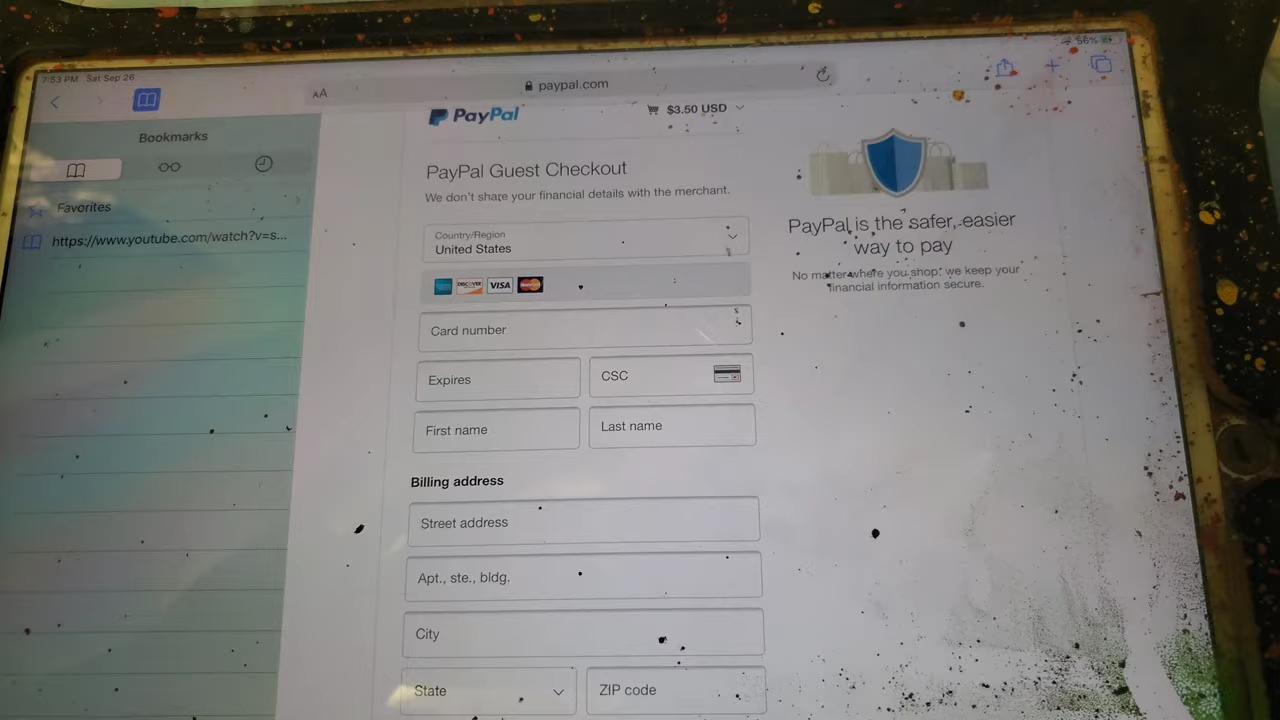 7:53 PM Sat Sep 26
56%
AA
paypal.com
Bookmarks
Favorites
https://www.youtube.com/watch?v=s...
PayPal
$3.50 USD
PayPal Guest Checkout
We don't share your financial details with the merchant.
Country/Region
United States
DISCOVER
VISA
Card number
Expires
CSC
First name
Last name
Billing address
Street address
Apt., ste., bldg.
City
State
ZIP code
PayPal is the safer, easier
way to pay
No matter where you shop, we keep your
financial information secure.